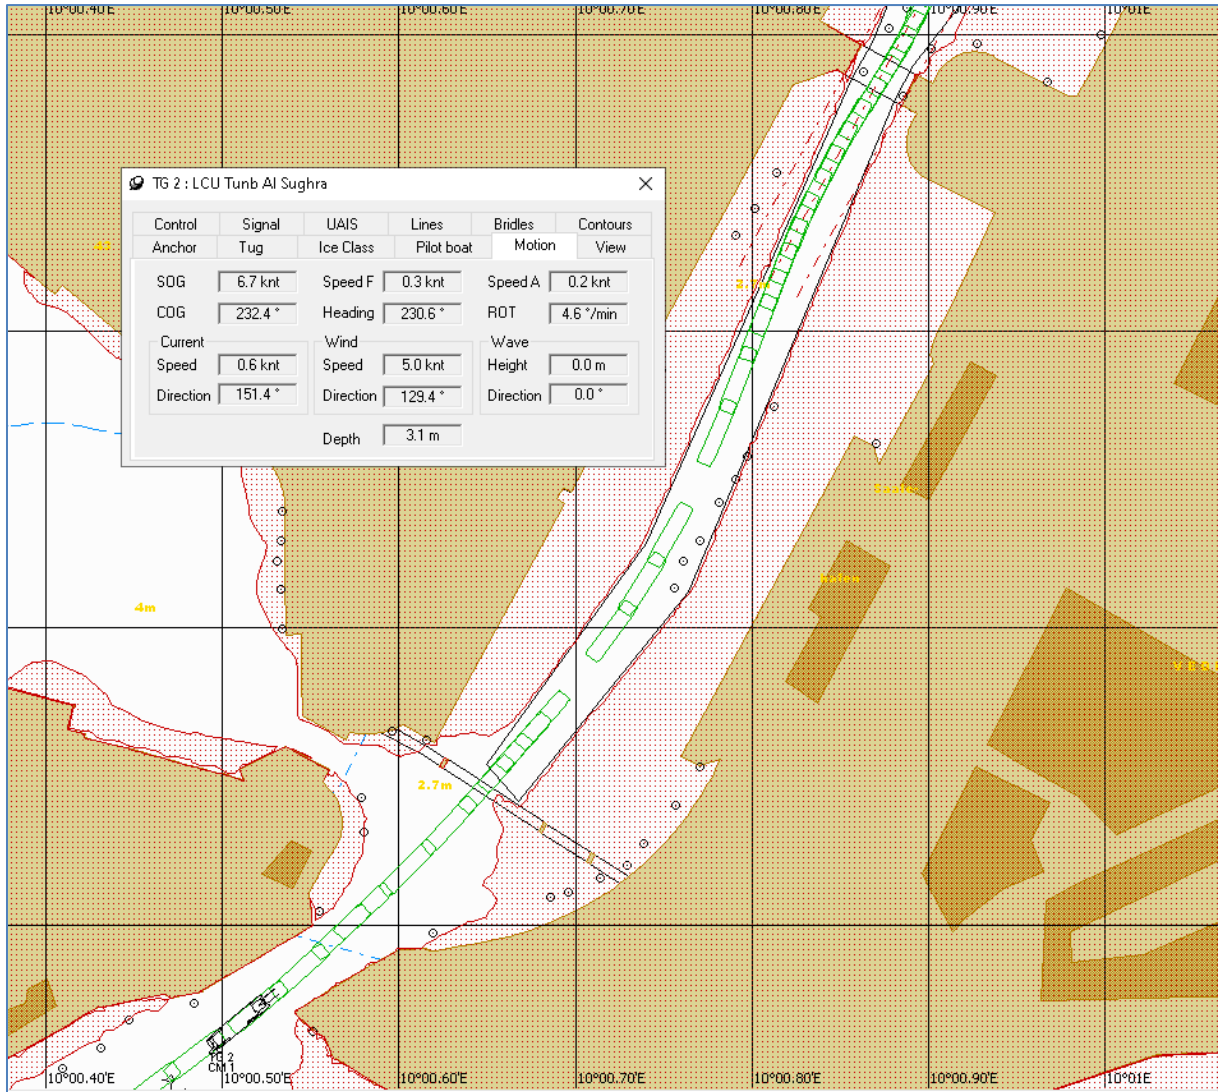 10°00.40'E 10°00.50'E 10°00.60'E 10°00.70'E 10°00.80'E 10°00.90'E 10°01'E
TG 2 : LCU Tunb Al Sughra
Control Signal UAIS Lines Bridles Contours
Anchor Tug Ice Class Pilot boat Motion View
SOG 6.7 knt Speed F 0.3 knt Speed A 0.2 knt
COG 232.4 ° Heading 230.6 ° ROT 4.6 °/min
Current Wind Wave
Speed 0.6 knt Speed 5.0 knt Height 0.0 m
Direction 151.4 ° Direction 129.4 ° Direction 0.0 °
Depth 3.1 m
4m
2.7m
TG 2
CM 1
10°00.40'E 10°00.50'E 10°00.60'E 10°00.70'E 10°00.80'E 10°00.90'E 10°01'E